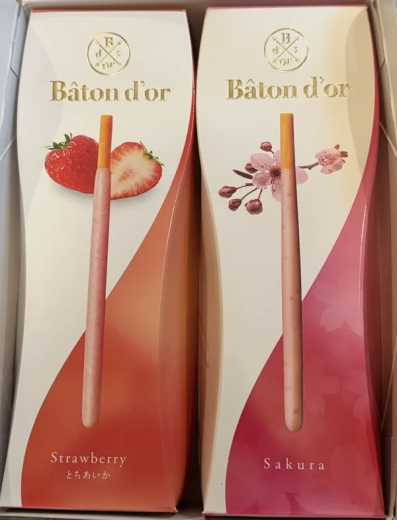 Bâton d'or
Strawberry
とちあいか
Bâton d'or
Sakura